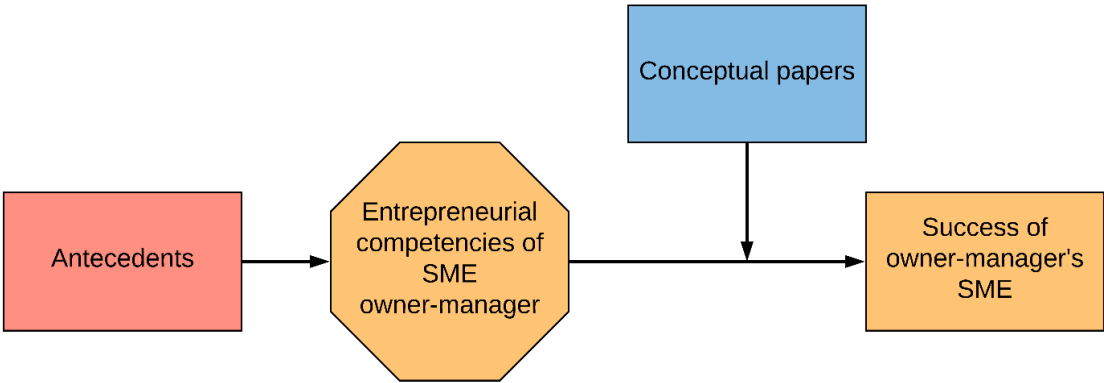 Conceptual papers
Antecedents
Entrepreneurial
competencies of
SME
owner-manager
Success of
owner-manager's
SME